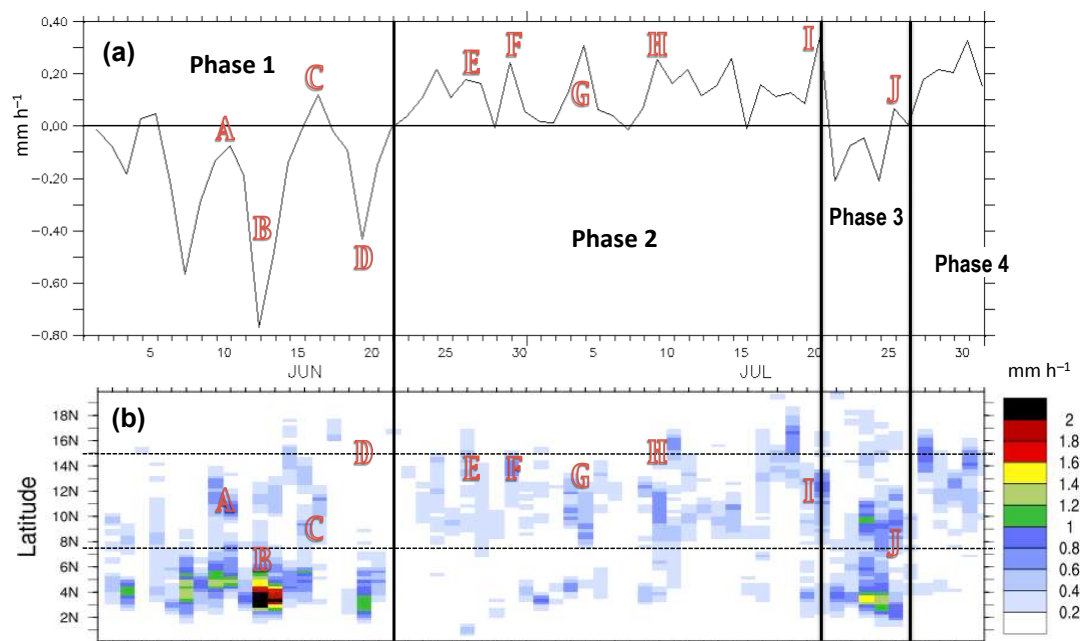 (a)
Phase 1
Phase 2
Phase 3
Phase 4
A
B
C
D
E
F
G
H
I
J
mm h⁻¹
0.40
0.20
0.00
−0.20
−0.40
−0.60
−0.80
5 10 15 20 25 30 5 10 15 20 25 30
JUN JUL
(b)
D
A
C
B
E
F
G
H
I
J
Latitude
18N
16N
14N
12N
10N
8N
6N
4N
2N
mm h⁻¹
2
1.8
1.6
1.4
1.2
1
0.8
0.6
0.4
0.2